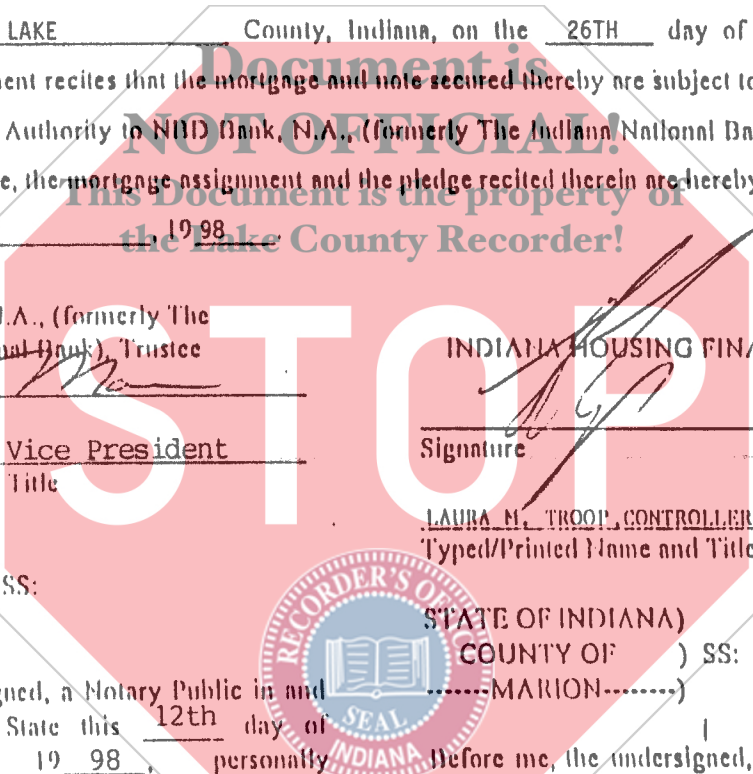 LAKE County, Indiana, on the 26TH day of
ent recites that the mortgage and note secured thereby are subject to
Authority to NBD Bank, N.A., (formerly The Indiana National Ba
e, the mortgage assignment and the pledge recited therein are hereby
, 19 98 .
Document is
NOT OFFICIAL!
This Document is the property of
the Lake County Recorder!
STOP
.A., (formerly The
nal Bank), Trustee
Vice President
Title
SS:
gned, a Notary Public in and
State this 12th day of
19 98 , personally
INDIANA HOUSING FINA
Signature
LAURA M. TROOP, CONTROLLER
Typed/Printed Name and Title
STATE OF INDIANA)
COUNTY OF ) SS:
-------MARION--------)
Before me, the undersigned,
RECORDER'S OFFIC
SEAL
INDIANA